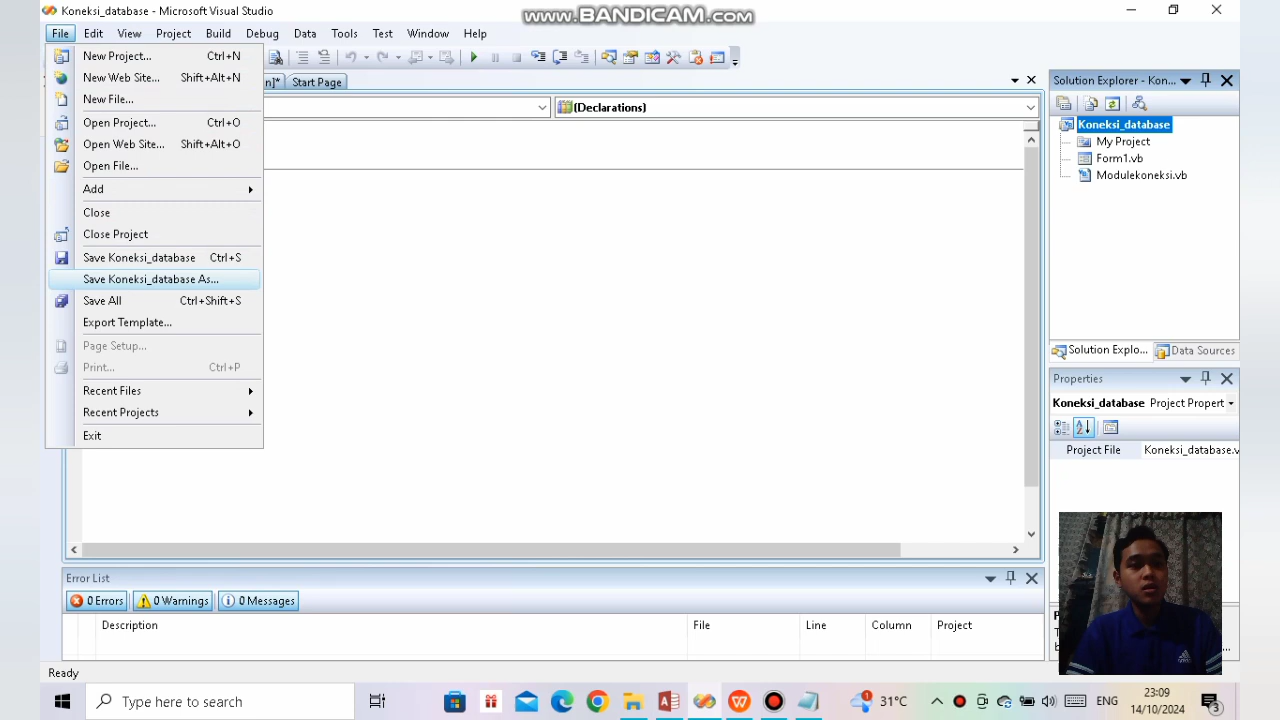 Koneksi_database - Microsoft Visual Studio
www.BANDICAM.com
File Edit View Project Build Debug Data Tools Test Window Help
New Project... Ctrl+N
New Web Site... Shift+Alt+N
New File...
Open Project... Ctrl+O
Open Web Site... Shift+Alt+O
Open File...
Add
Close
Close Project
Save Koneksi_database Ctrl+S
Save Koneksi_database As...
Save All Ctrl+Shift+S
Export Template...
Page Setup...
Print... Ctrl+P
Recent Files
Recent Projects
Exit
n]* Start Page
(Declarations)
Solution Explorer - Kon...
Koneksi_database
My Project
Form1.vb
Modulekoneksi.vb
Solution Explo... Data Sources
Properties
Koneksi_database Project Propert
Project File Koneksi_database.v
Error List
0 Errors 0 Warnings 0 Messages
Description File Line Column Project
Ready
Type here to search
31°C
ENG
23:09
14/10/2024
3